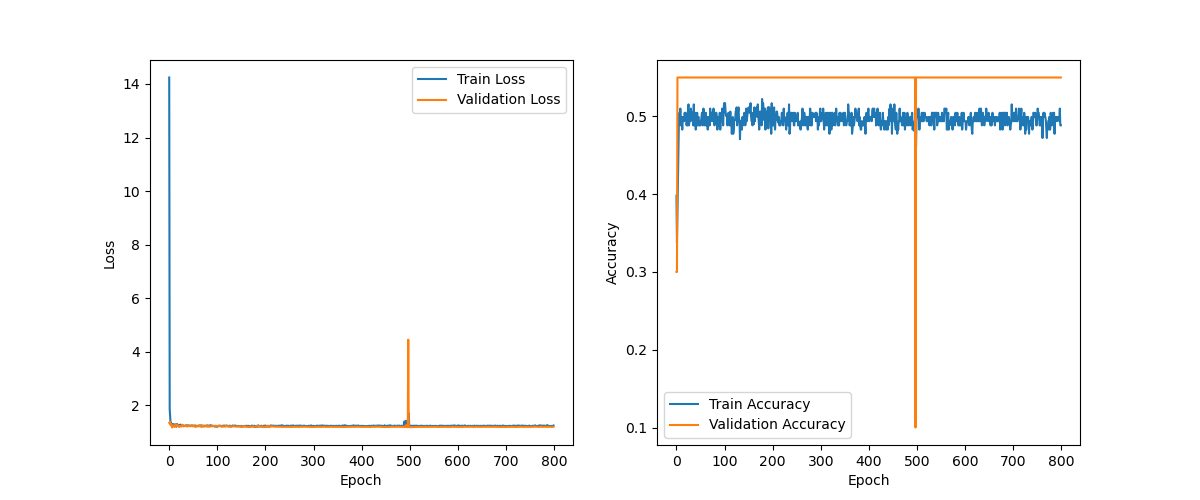 14
12
10
8
6
4
2
Loss
0 100 200 300 400 500 600 700 800
Epoch
Train Loss
Validation Loss
0.5
0.4
0.3
0.2
0.1
Accuracy
0 100 200 300 400 500 600 700 800
Epoch
Train Accuracy
Validation Accuracy